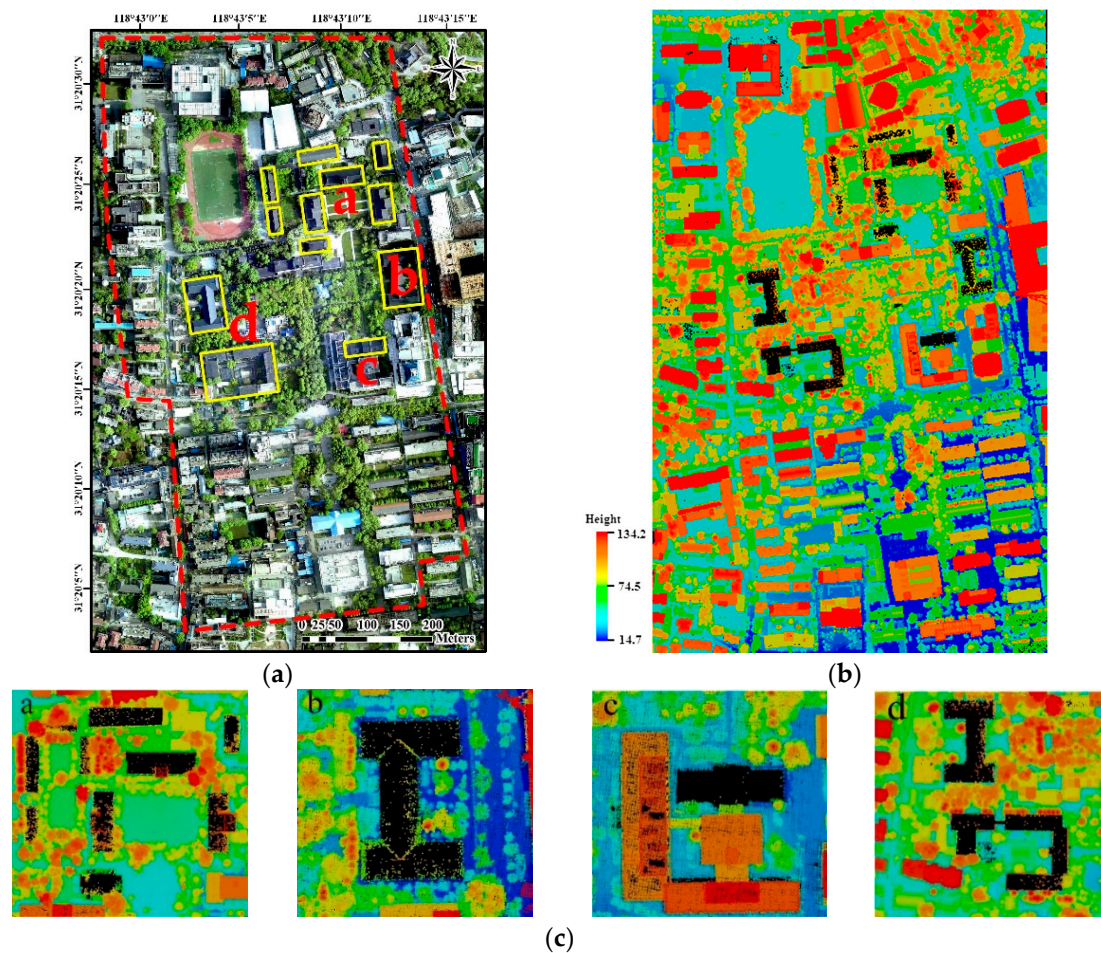 118°43'0"E 118°43'5"E 118°43'10"E 118°43'15"E
31°20'30"N
31°20'25"N
31°20'20"N
31°20'15"N
31°20'10"N
31°20'5"N
a
b
d
c
0 25 50 100 150 200
Meters
Height
134.2
74.5
14.7
(a) (b)
a b c d
(c)